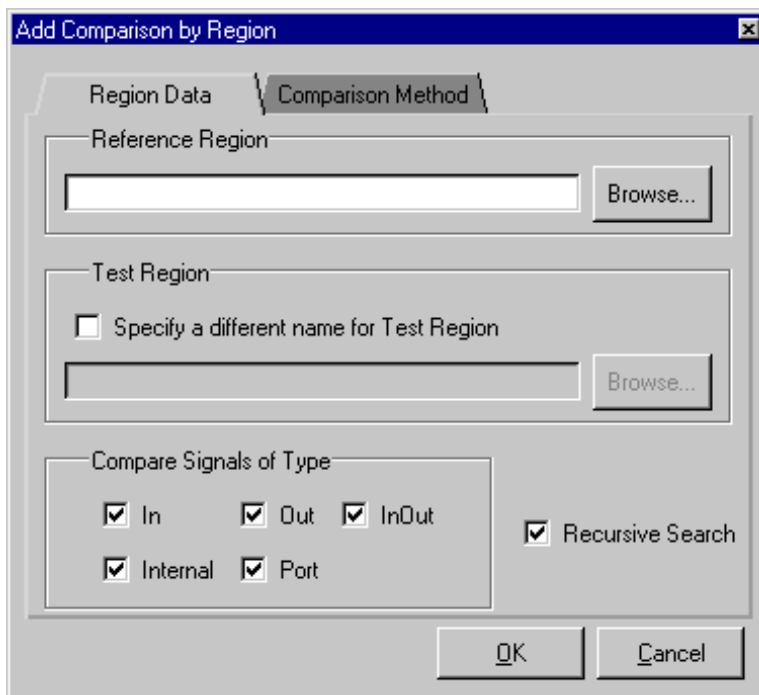 Add Comparison by Region
Region Data
Comparison Method
Reference Region
Browse...
Test Region
Specify a different name for Test Region
Browse...
Compare Signals of Type
In
Out
InOut
Recursive Search
Internal
Port
OK
Cancel